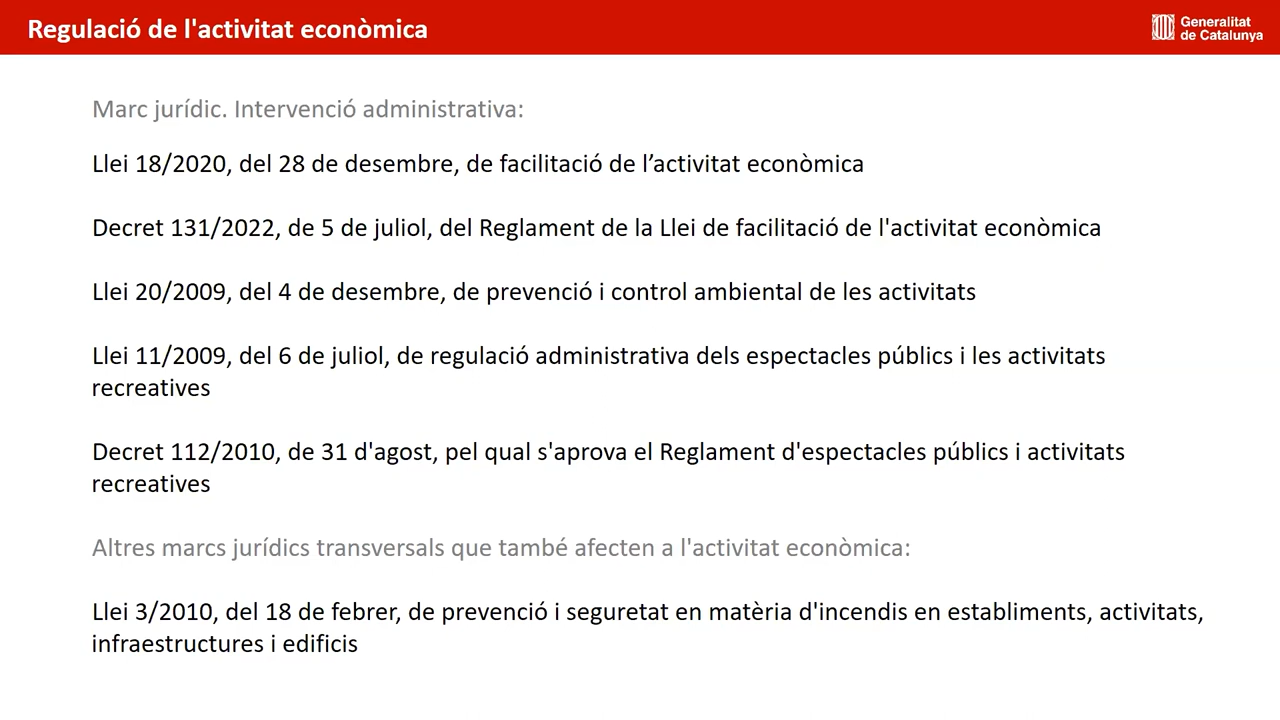 Regulació de l'activitat econòmica
Generalitat
de Catalunya
Marc jurídic. Intervenció administrativa:
Llei 18/2020, del 28 de desembre, de facilitació de l’activitat econòmica
Decret 131/2022, de 5 de juliol, del Reglament de la Llei de facilitació de l'activitat econòmica
Llei 20/2009, del 4 de desembre, de prevenció i control ambiental de les activitats
Llei 11/2009, del 6 de juliol, de regulació administrativa dels espectacles públics i les activitats
recreatives
Decret 112/2010, de 31 d'agost, pel qual s'aprova el Reglament d'espectacles públics i activitats
recreatives
Altres marcs jurídics transversals que també afecten a l'activitat econòmica:
Llei 3/2010, del 18 de febrer, de prevenció i seguretat en matèria d'incendis en establiments, activitats,
infraestructures i edificis